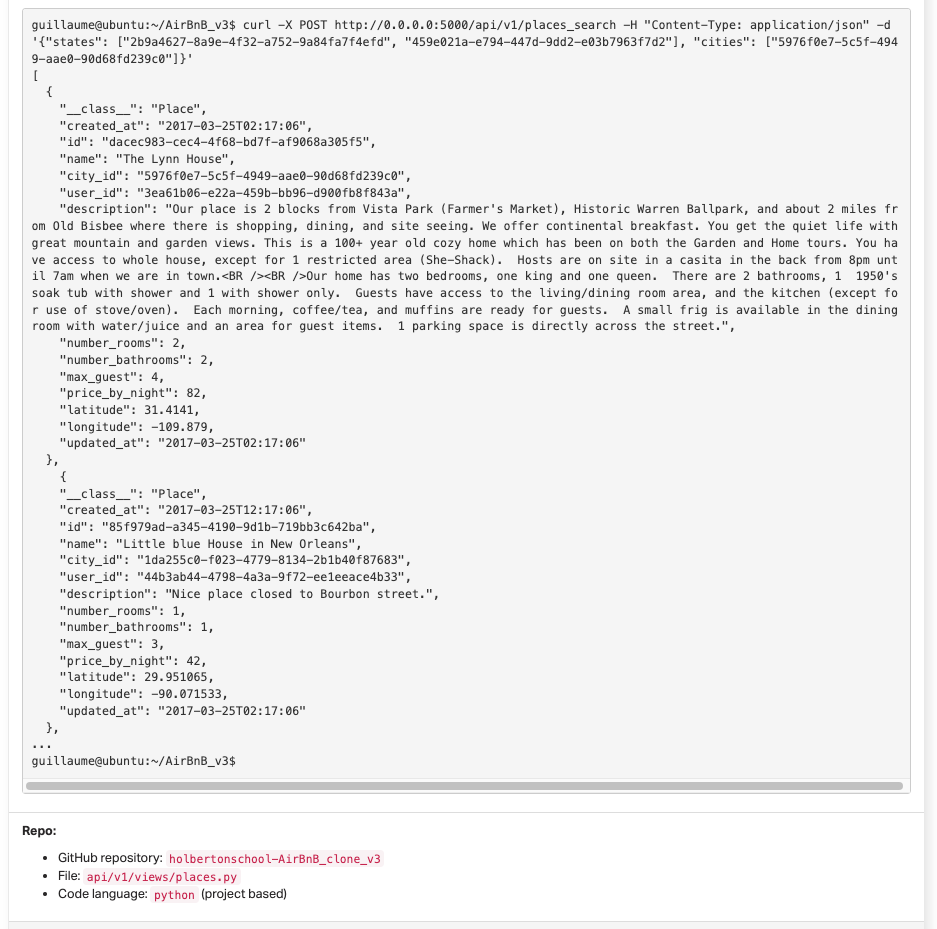 guillaume@ubuntu:~/AirBnB_v3$ curl -X POST http://0.0.0.0:5000/api/v1/places_search -H "Content-Type: application/json" -d
'{"states": ["2b9a4627-8a9e-4f32-a752-9a84fa7f4efd", "459e021a-e794-447d-9dd2-e03b7963f7d2"], "cities": ["5976f0e7-5c5f-494
9-aae0-90d68fd239c0"]}'
[
  {
    "__class__": "Place",
    "created_at": "2017-03-25T02:17:06",
    "id": "dacec983-cec4-4f68-bd7f-af9068a305f5",
    "name": "The Lynn House",
    "city_id": "5976f0e7-5c5f-4949-aae0-90d68fd239c0",
    "user_id": "3ea61b06-e22a-459b-bb96-d900fb8f843a",
    "description": "Our place is 2 blocks from Vista Park (Farmer's Market), Historic Warren Ballpark, and about 2 miles fr
om Old Bisbee where there is shopping, dining, and site seeing. We offer continental breakfast. You get the quiet life with
great mountain and garden views. This is a 100+ year old cozy home which has been on both the Garden and Home tours. You ha
ve access to whole house, except for 1 restricted area (She-Shack).  Hosts are on site in a casita in the back from 8pm unt
il 7am when we are in town.<BR /><BR />Our home has two bedrooms, one king and one queen.  There are 2 bathrooms, 1  1950's
soak tub with shower and 1 with shower only.  Guests have access to the living/dining room area, and the kitchen (except fo
r use of stove/oven).  Each morning, coffee/tea, and muffins are ready for guests.  A small frig is available in the dining
room with water/juice and an area for guest items.  1 parking space is directly across the street.",
    "number_rooms": 2,
    "number_bathrooms": 2,
    "max_guest": 4,
    "price_by_night": 82,
    "latitude": 31.4141,
    "longitude": -109.879,
    "updated_at": "2017-03-25T02:17:06"
  },
    {
    "__class__": "Place",
    "created_at": "2017-03-25T12:17:06",
    "id": "85f979ad-a345-4190-9d1b-719bb3c642ba",
    "name": "Little blue House in New Orleans",
    "city_id": "1da255c0-f023-4779-8134-2b1b40f87683",
    "user_id": "44b3ab44-4798-4a3a-9f72-ee1eeace4b33",
    "description": "Nice place closed to Bourbon street.",
    "number_rooms": 1,
    "number_bathrooms": 1,
    "max_guest": 3,
    "price_by_night": 42,
    "latitude": 29.951065,
    "longitude": -90.071533,
    "updated_at": "2017-03-25T02:17:06"
  },
...
guillaume@ubuntu:~/AirBnB_v3$
Repo:
• GitHub repository: holbertonschool-AirBnB_clone_v3
• File: api/v1/views/places.py
• Code language: python (project based)